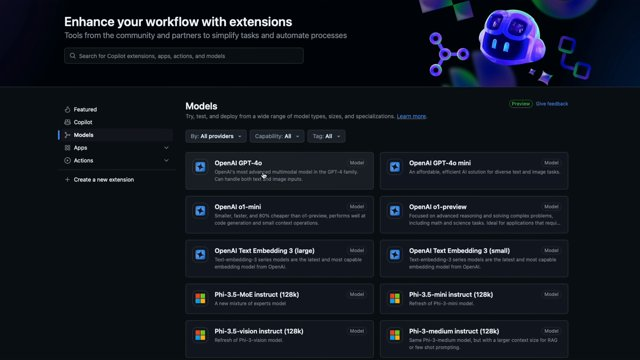 Enhance your workflow with extensions
Tools from the community and partners to simplify tasks and automate processes
Search for Copilot extensions, apps, actions, and models
Featured
Copilot
Models
Apps
Actions
Create a new extension
Models
Preview
Give feedback
Try, test, and deploy from a wide range of model types, sizes, and specializations. Learn more.
By: All providers
Capability: All
Tag: All
OpenAI GPT-4o
Model
OpenAI's most advanced multimodal model in the GPT-4 family.
Can handle both text and image inputs.
OpenAI GPT-4o mini
Model
An affordable, efficient AI solution for diverse text and image tasks.
OpenAI o1-mini
Model
Smaller, faster, and 80% cheaper than o1-preview, performs well at
code generation and small context operations.
OpenAI o1-preview
Model
Focused on advanced reasoning and solving complex problems,
including math and science tasks. Ideal for applications that requi...
OpenAI Text Embedding 3 (large)
Model
Text-embedding-3 series models are the latest and most capable
embedding model from OpenAI.
OpenAI Text Embedding 3 (small)
Model
Text-embedding-3 series models are the latest and most capable
embedding model from OpenAI.
Phi-3.5-MoE instruct (128k)
Model
A new mixture of experts model
Phi-3.5-mini instruct (128k)
Model
Refresh of Phi-3-mini model.
Phi-3.5-vision instruct (128k)
Model
Refresh of Phi-3-vision model.
Phi-3-medium instruct (128k)
Model
Same Phi-3-medium model, but with a larger context size for RAG
or few shot prompting.